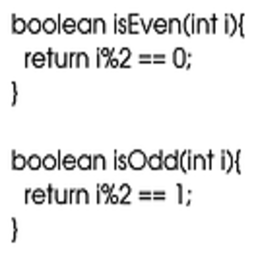 boolean isEven(int i){
return i%2 == 0;
}
boolean isOdd(int i){
return i%2 == 1;
}